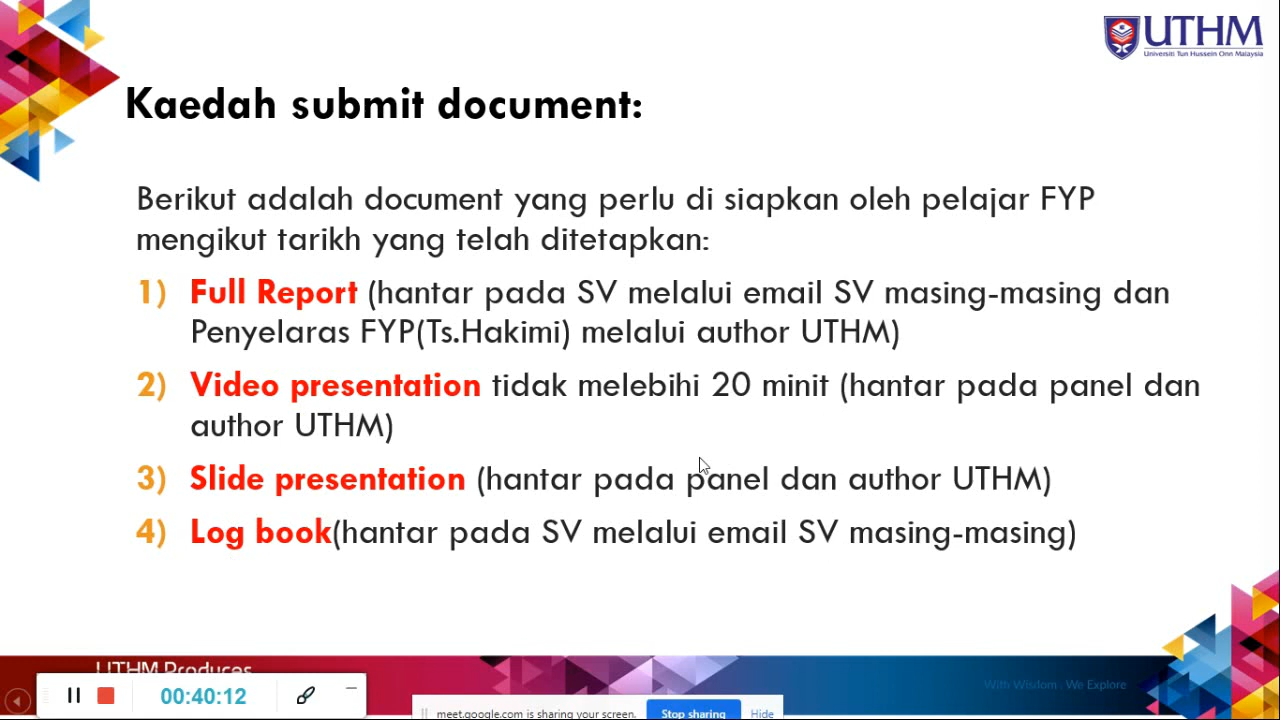 UTHM
Universiti Tun Hussein Onn Malaysia
Kaedah submit document:
Berikut adalah document yang perlu di siapkan oleh pelajar FYP
mengikut tarikh yang telah ditetapkan:
1) Full Report (hantar pada SV melalui email SV masing-masing dan
Penyelaras FYP(Ts.Hakimi) melalui author UTHM)
2) Video presentation tidak melebihi 20 minit (hantar pada panel dan
author UTHM)
3) Slide presentation (hantar pada panel dan author UTHM)
4) Log book(hantar pada SV melalui email SV masing-masing)
UTHM Produces
With Wisdom . We Explore
00:40:12
meet.google.com is sharing your screen.
Stop sharing
Hide